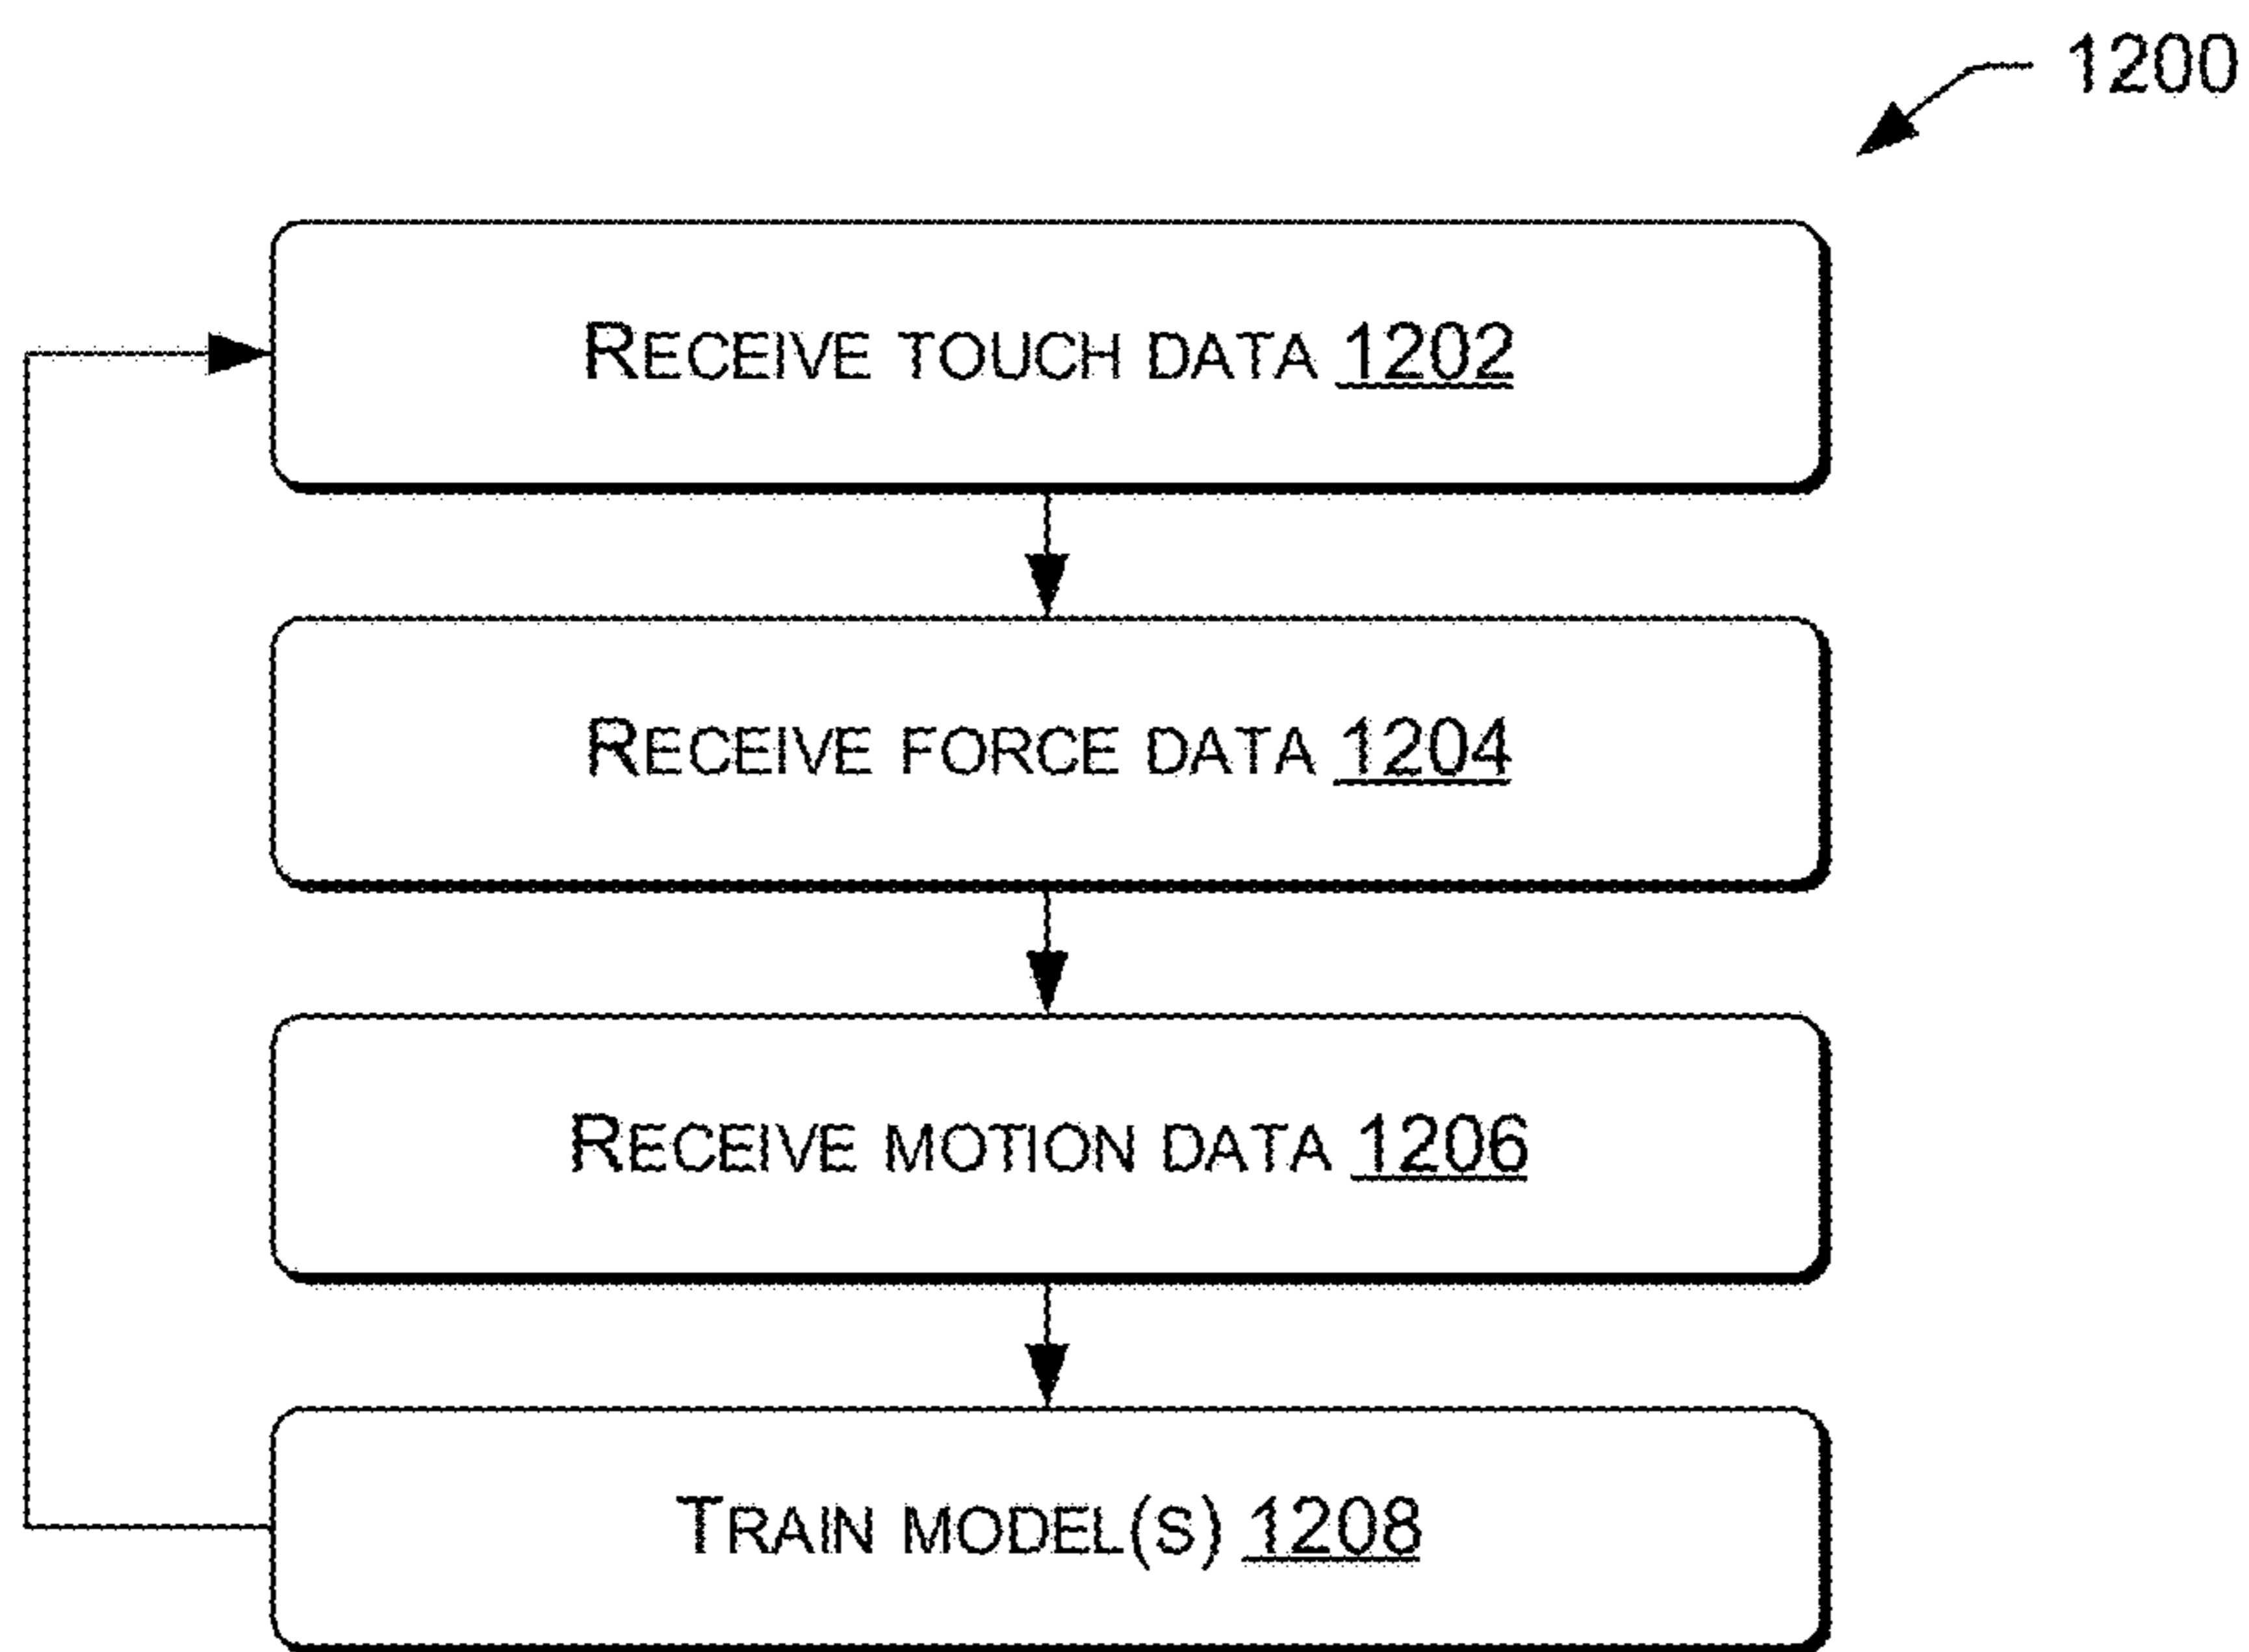 1200
RECEIVE TOUCH DATA 1202
RECEIVE FORCE DATA 1204
RECEIVE MOTION DATA 1206
TRAIN MODEL(S) 1208